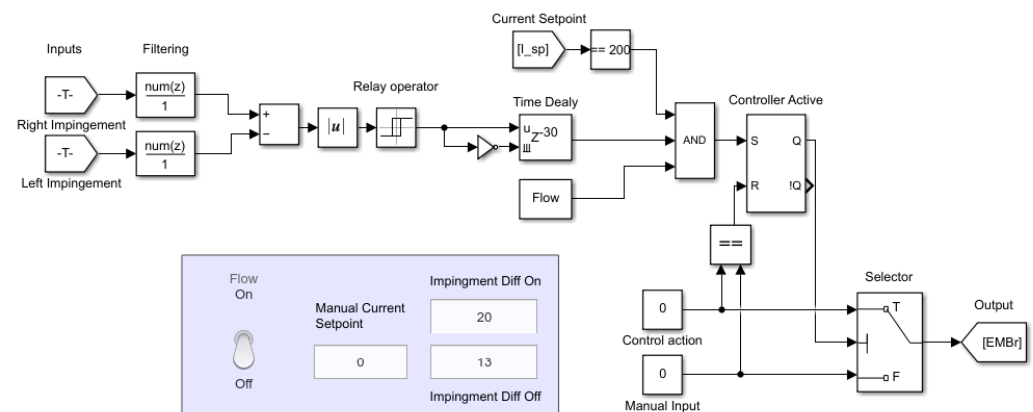 Current Setpoint
[I_sp]
== 200
Inputs
Filtering
-T-
num(z)
1
Right Impingement
-T-
num(z)
1
Left Impingement
+
−
|u|
Relay operator
Time Dealy
u
Z-30
Flow
AND
Controller Active
S
Q
R
!Q
==
Flow
On
Off
Manual Current
Setpoint
0
Impingment Diff On
20
13
Impingment Diff Off
0
Control action
0
Manual Input
Selector
T
F
Output
[EMBr]